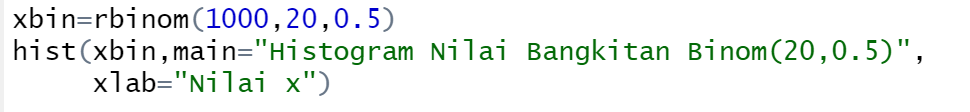 xbin=rbinom(1000,20,0.5)
hist(xbin,main="Histogram Nilai Bangkitan Binom(20,0.5)",
     xlab="Nilai x")